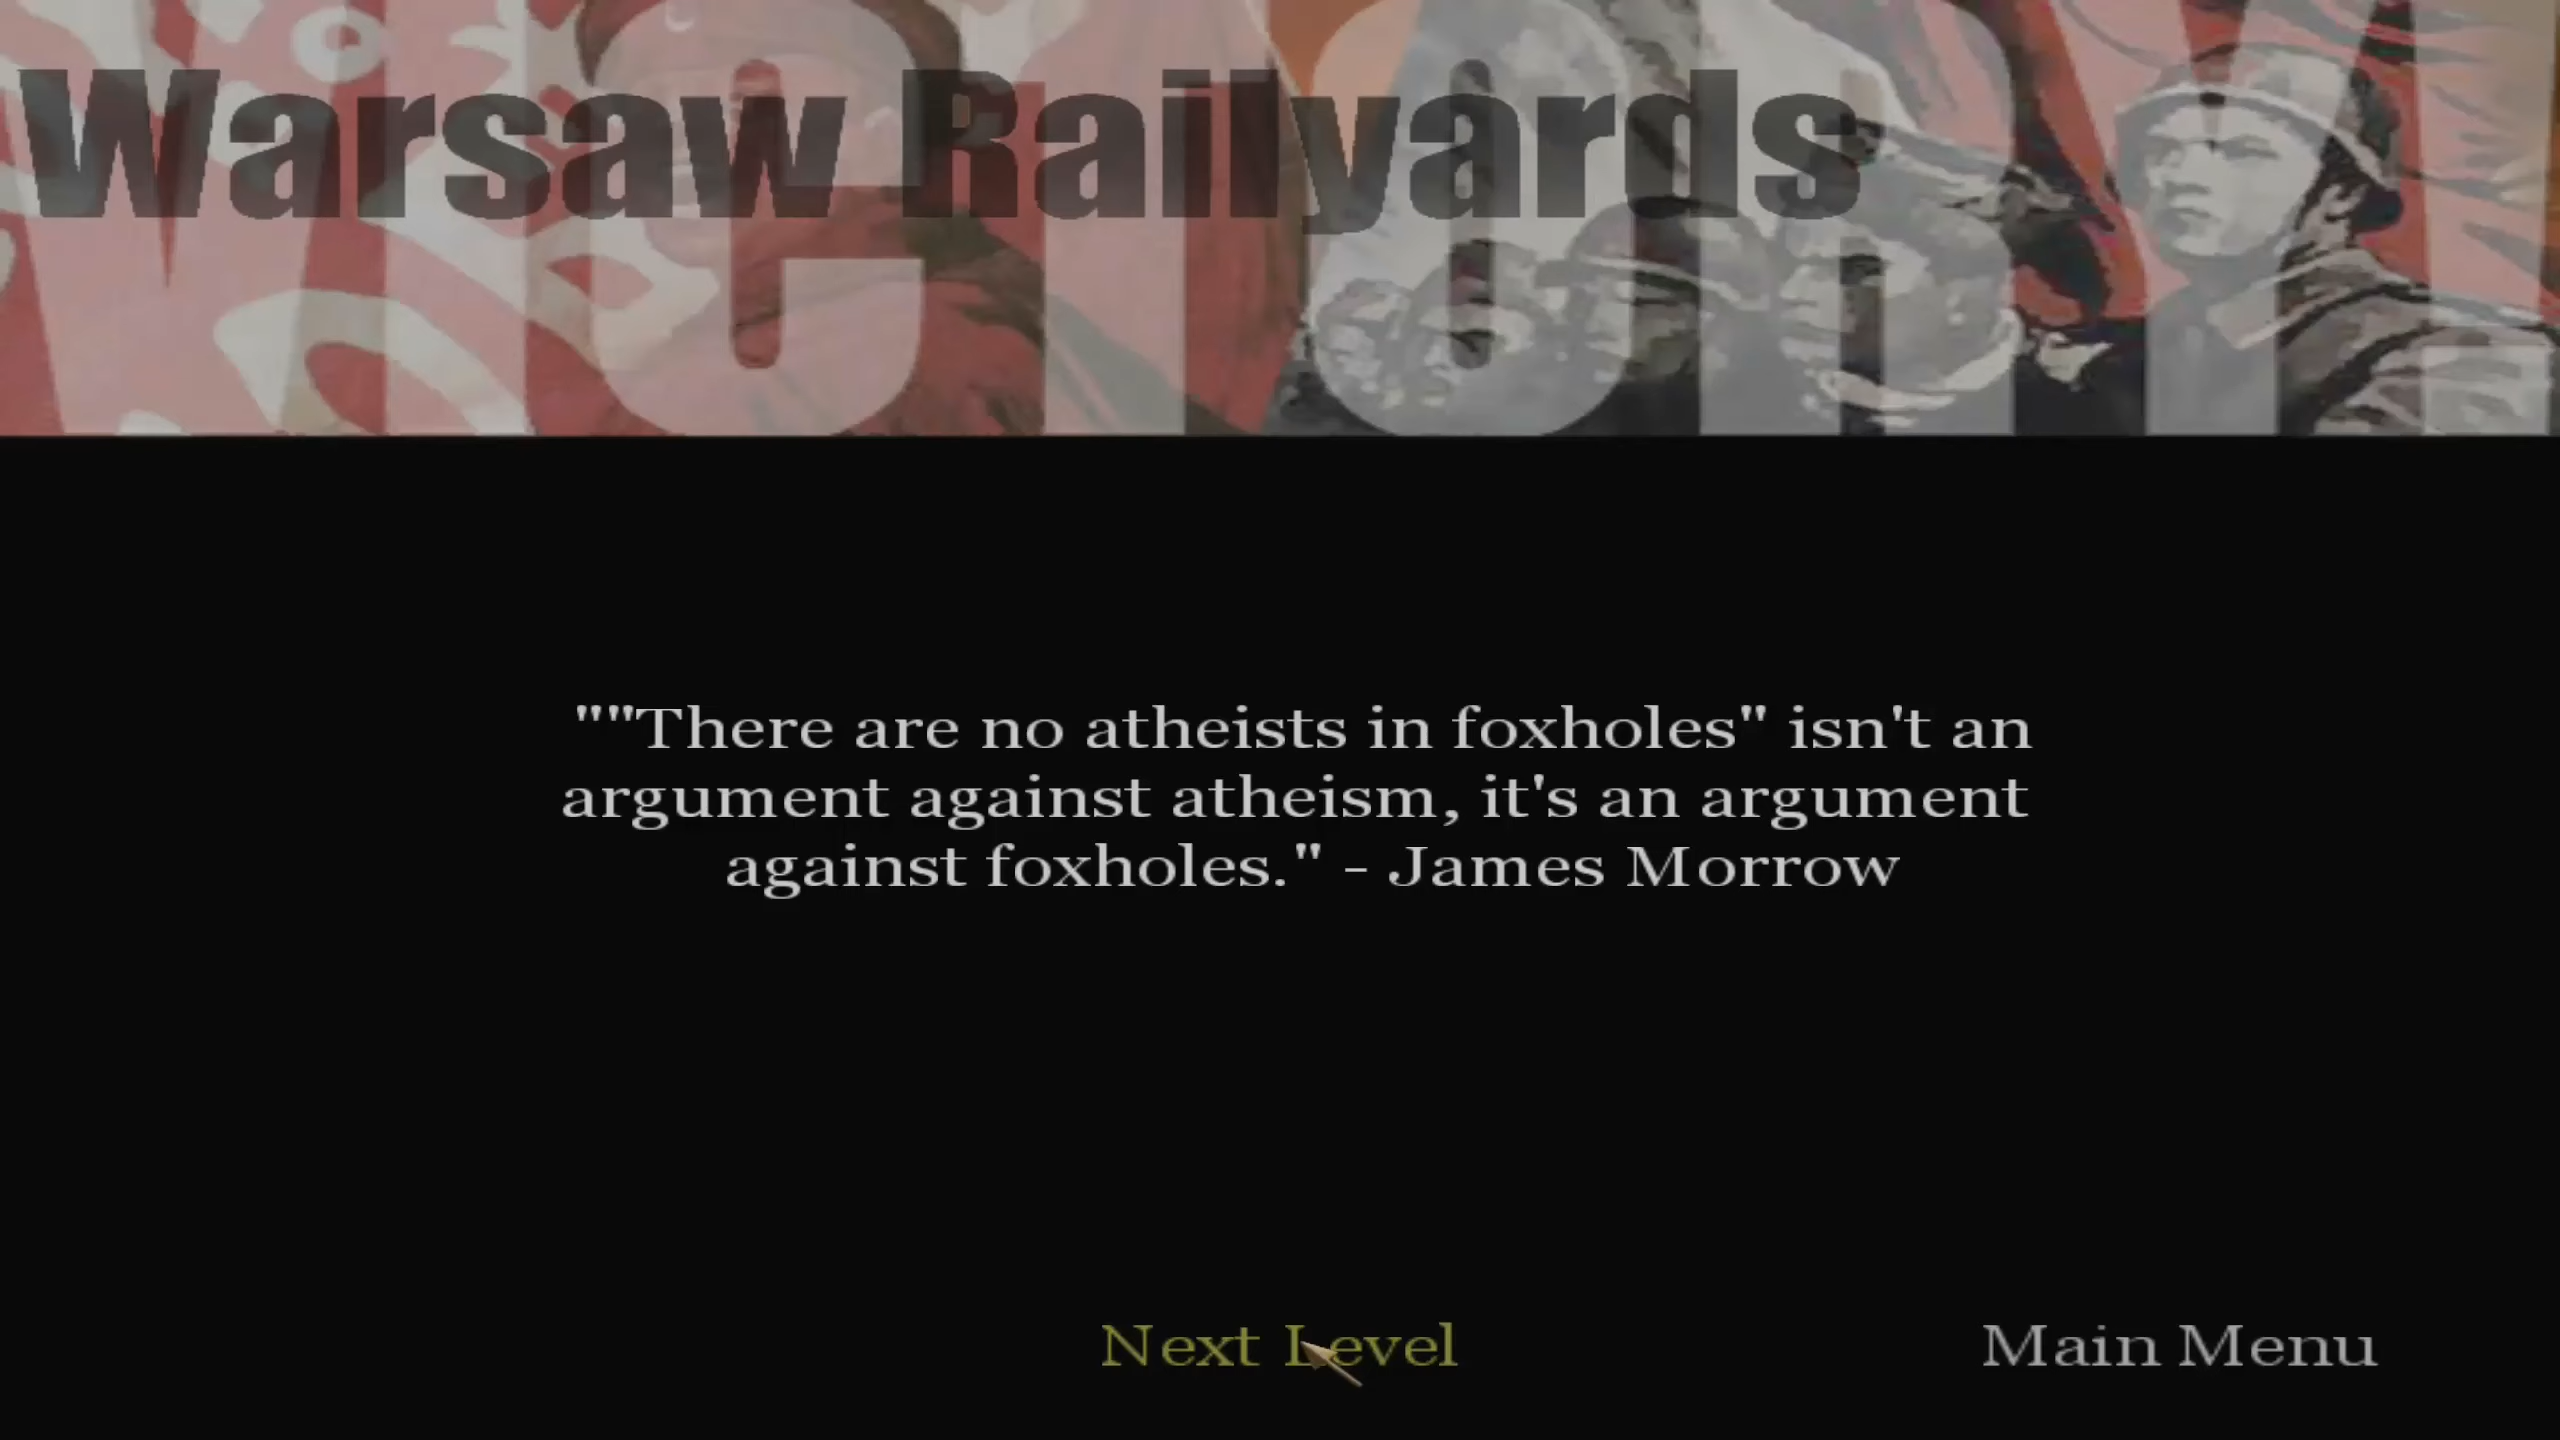 Warsaw Railyards
""There are no atheists in foxholes" isn't an
argument against atheism, it's an argument
against foxholes." - James Morrow
Next Level
Main Menu